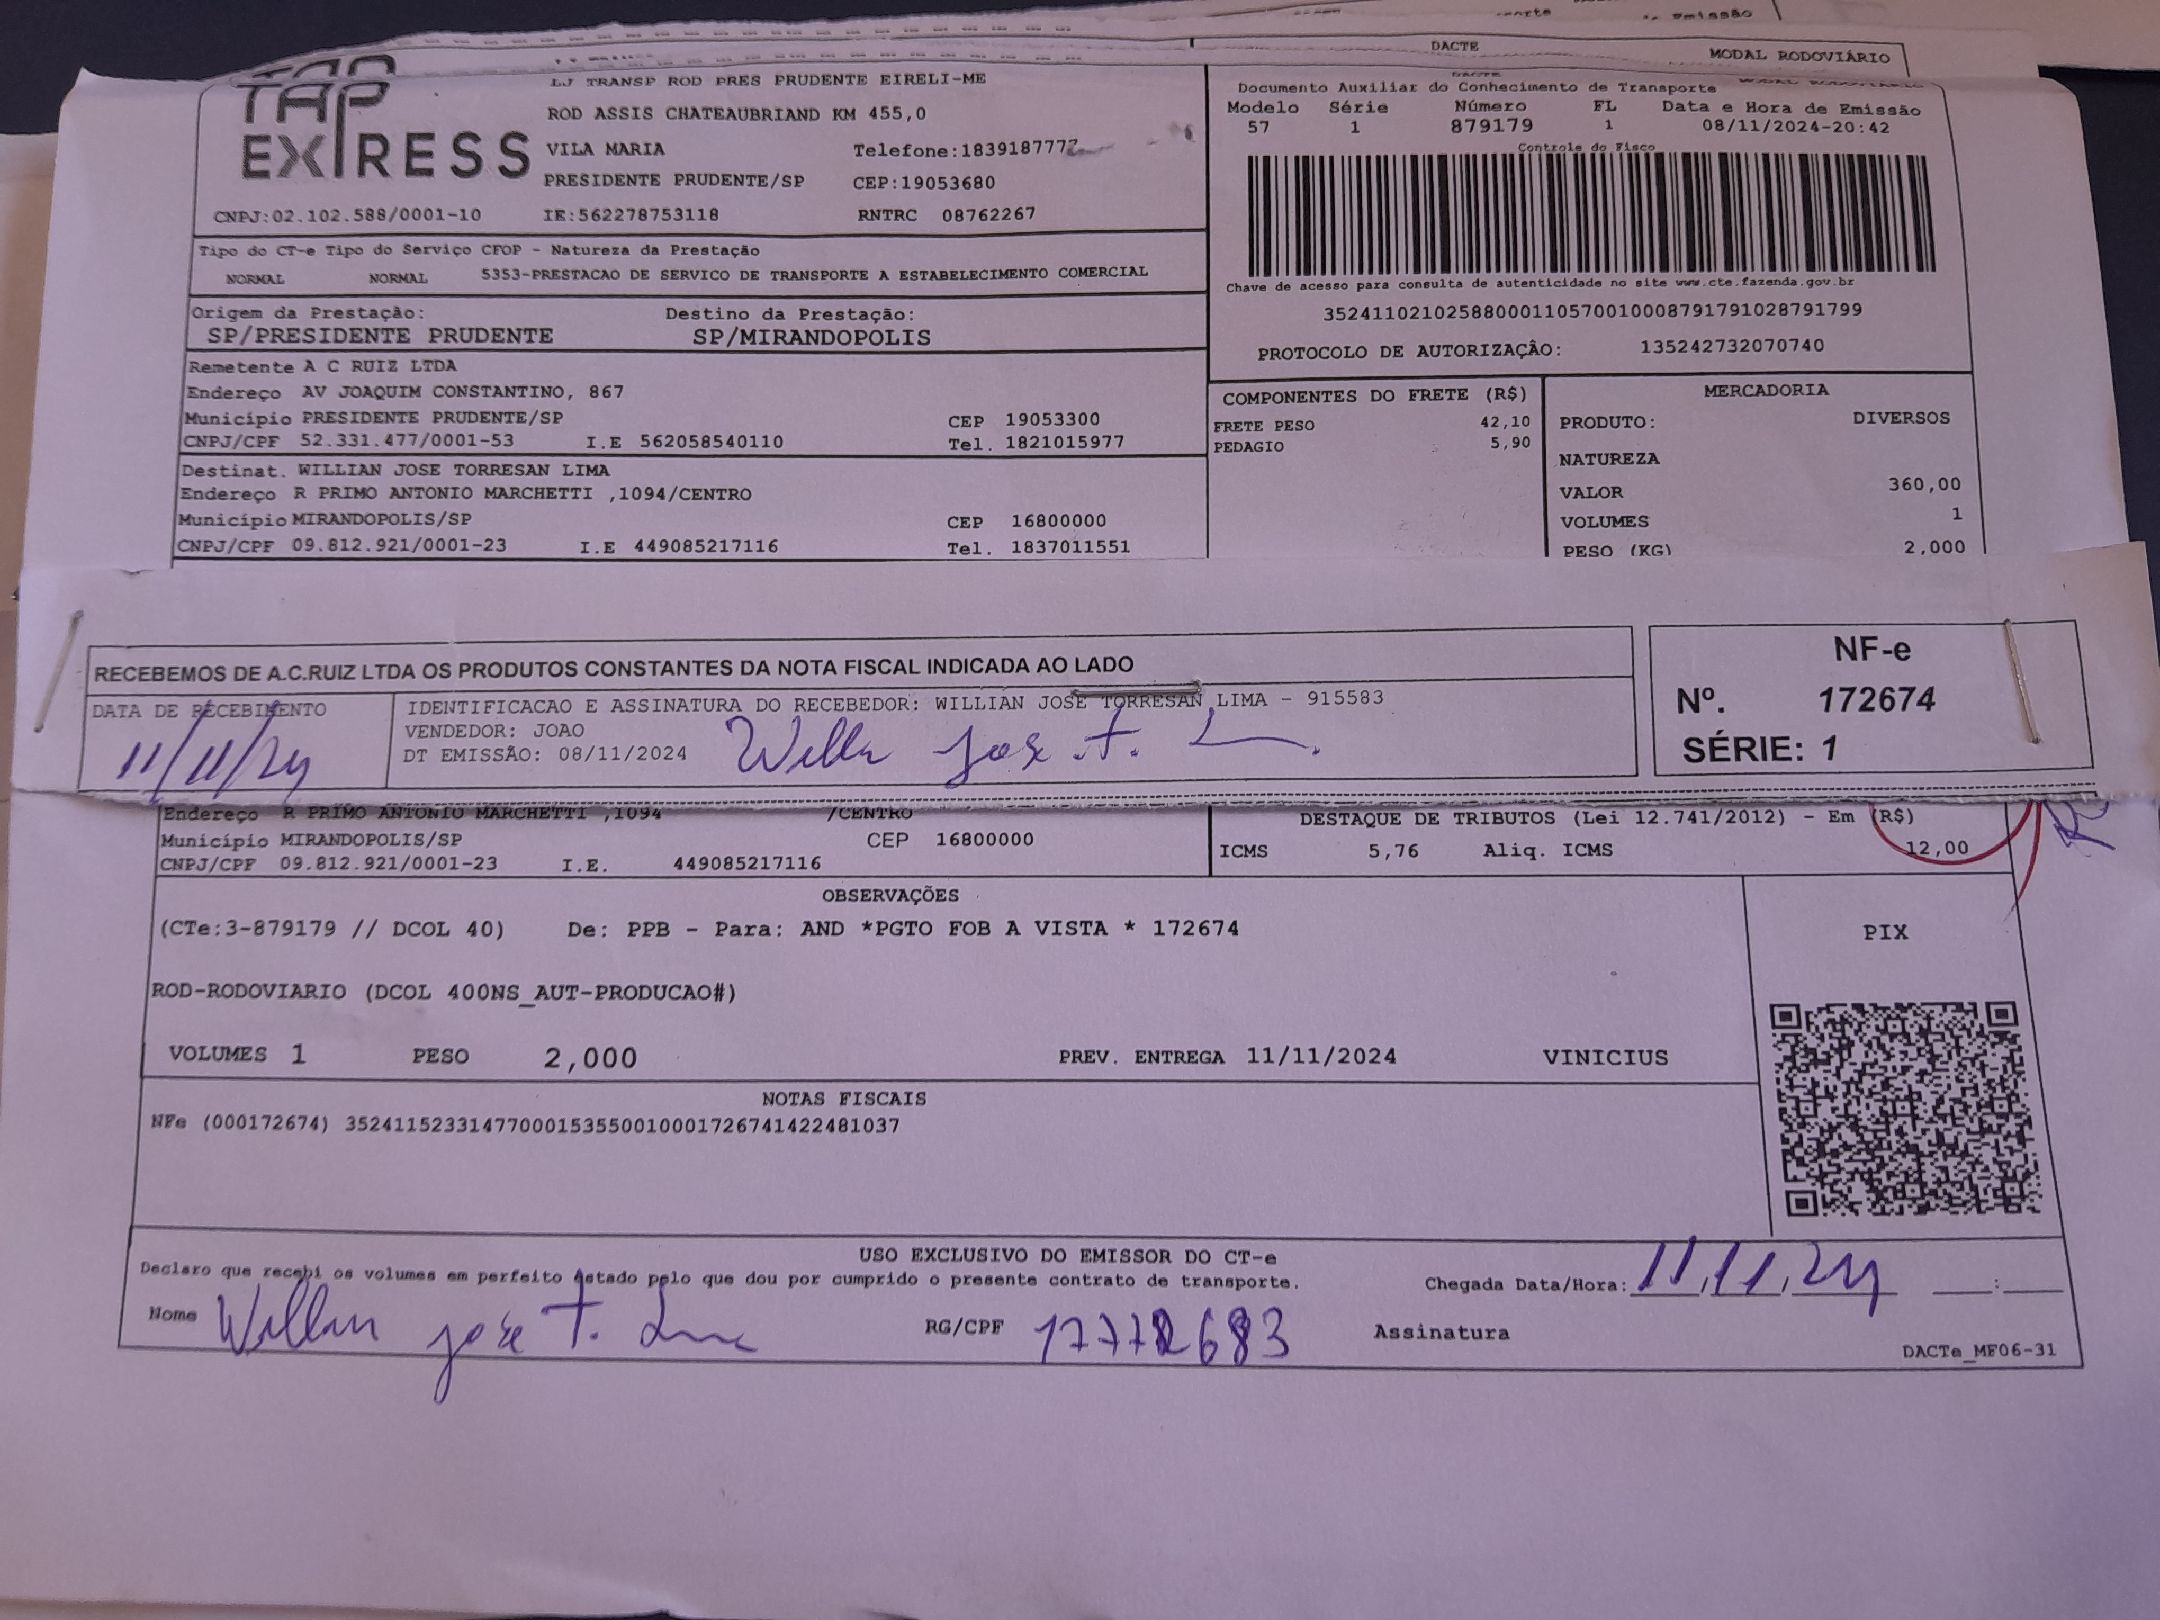 DACTE
MODAL RODOVIÁRIO
TAP EXPRESS
LJ TRANSP ROD PRES PRUDENTE EIRELI-ME
ROD ASSIS CHATEAUBRIAND KM 455,0
VILA MARIA Telefone:1839187777
PRESIDENTE PRUDENTE/SP CEP:19053680
CNPJ:02.102.588/0001-10 IE:562278753118 RNTRC 08762267
Documento Auxiliar do Conhecimento de Transporte
Modelo Série Número FL Data e Hora de Emissão
57 1 879179 1 08/11/2024-20:42
Controle do Fisco
Chave de acesso para consulta de autenticidade no site www.cte.fazenda.gov.br
35241102102588000110570010008791791028791799
PROTOCOLO DE AUTORIZAÇÃO: 135242732070740
Tipo do CT-e Tipo do Serviço CFOP - Natureza da Prestação
NORMAL NORMAL 5353-PRESTACAO DE SERVICO DE TRANSPORTE A ESTABELECIMENTO COMERCIAL
Origem da Prestação: Destino da Prestação:
SP/PRESIDENTE PRUDENTE SP/MIRANDOPOLIS
Remetente A C RUIZ LTDA
Endereço AV JOAQUIM CONSTANTINO, 867
Município PRESIDENTE PRUDENTE/SP CEP 19053300
CNPJ/CPF 52.331.477/0001-53 I.E 562058540110 Tel. 1821015977
Destinat. WILLIAN JOSE TORRESAN LIMA
Endereço R PRIMO ANTONIO MARCHETTI ,1094/CENTRO
Município MIRANDOPOLIS/SP CEP 16800000
CNPJ/CPF 09.812.921/0001-23 I.E 449085217116 Tel. 1837011551
COMPONENTES DO FRETE (R$)
FRETE PESO 42,10
PEDAGIO 5,90
MERCADORIA
PRODUTO: DIVERSOS
NATUREZA
VALOR 360,00
VOLUMES 1
PESO (KG) 2,000
RECEBEMOS DE A.C.RUIZ LTDA OS PRODUTOS CONSTANTES DA NOTA FISCAL INDICADA AO LADO
DATA DE RECEBIMENTO
11/11/24
IDENTIFICACAO E ASSINATURA DO RECEBEDOR: WILLIAN JOSE TORRESAN LIMA - 915583
VENDEDOR: JOAO
DT EMISSÃO: 08/11/2024
NF-e
Nº. 172674
SÉRIE: 1
Endereço R PRIMO ANTONIO MARCHETTI ,1094 /CENTRO
Município MIRANDOPOLIS/SP CEP 16800000
CNPJ/CPF 09.812.921/0001-23 I.E. 449085217116
DESTAQUE DE TRIBUTOS (Lei 12.741/2012) - Em (R$)
ICMS 5,76 Aliq. ICMS 12,00
OBSERVAÇÕES
(CTe:3-879179 // DCOL 40) De: PPB - Para: AND *PGTO FOB A VISTA * 172674
ROD-RODOVIARIO (DCOL 400NS_AUT-PRODUCAO#)
VOLUMES 1 PESO 2,000 PREV. ENTREGA 11/11/2024 VINICIUS
PIX
NOTAS FISCAIS
NFe (000172674) 35241152331477000153550010001726741422481037
USO EXCLUSIVO DO EMISSOR DO CT-e
Declaro que recebi os volumes em perfeito estado pelo que dou por cumprido o presente contrato de transporte.
Chegada Data/Hora: 11,11,24 :
Nome Willian Jose T. Lima RG/CPF Assinatura
DACTe_MF06-31